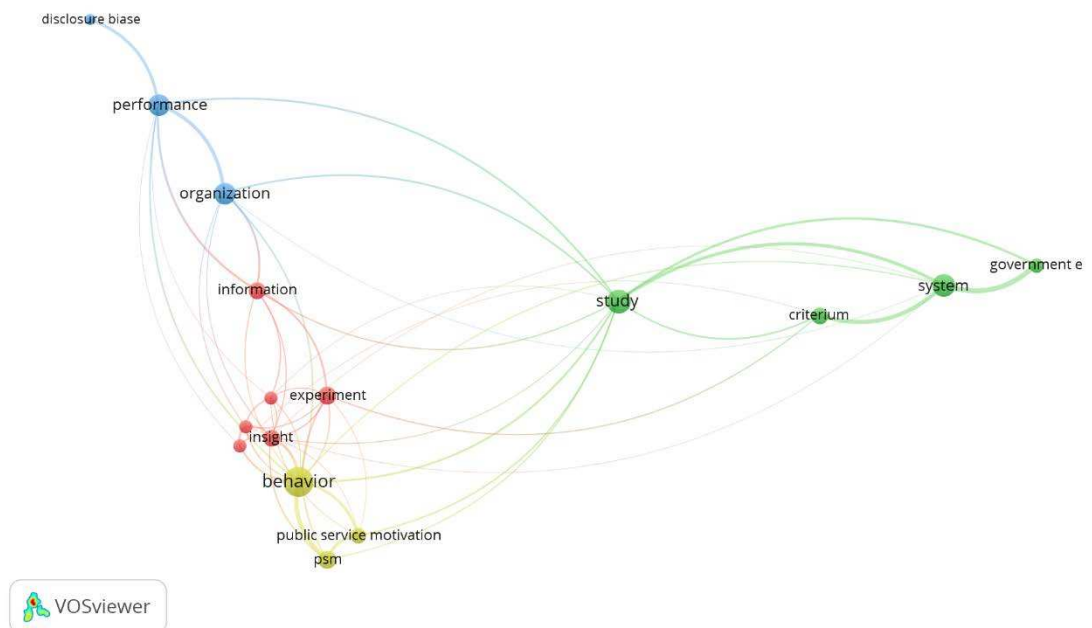 disclosure biase
performance
organization
government e
system
information
study
criterium
experiment
insight
behavior
public service motivation
psm
VOSviewer